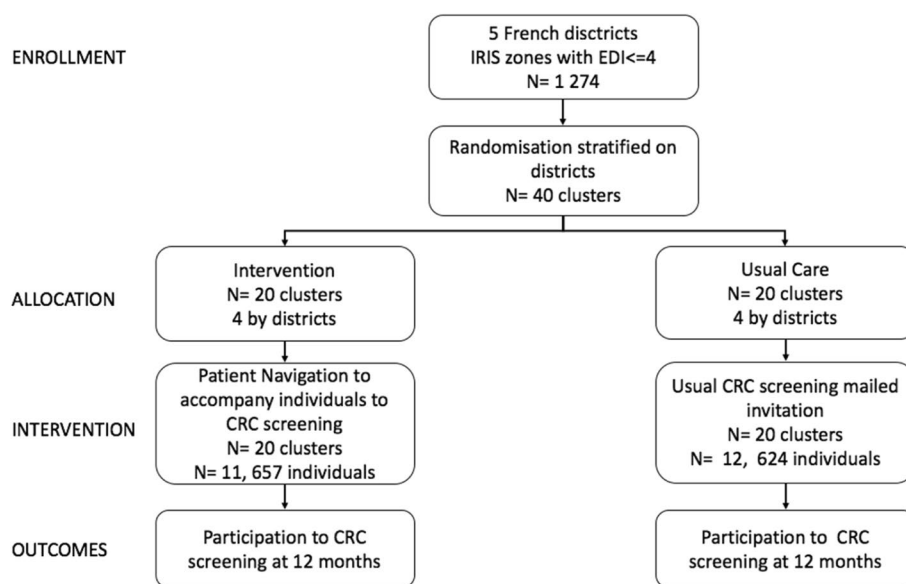 ENROLLMENT
5 French disctricts
IRIS zones with EDI<=4
N= 1 274
Randomisation stratified on
districts
N= 40 clusters
ALLOCATION
Intervention
N= 20 clusters
4 by districts
Usual Care
N= 20 clusters
4 by districts
INTERVENTION
Patient Navigation to
accompany individuals to
CRC screening
N= 20 clusters
N= 11, 657 individuals
Usual CRC screening mailed
invitation
N= 20 clusters
N= 12, 624 individuals
OUTCOMES
Participation to CRC
screening at 12 months
Participation to CRC
screening at 12 months